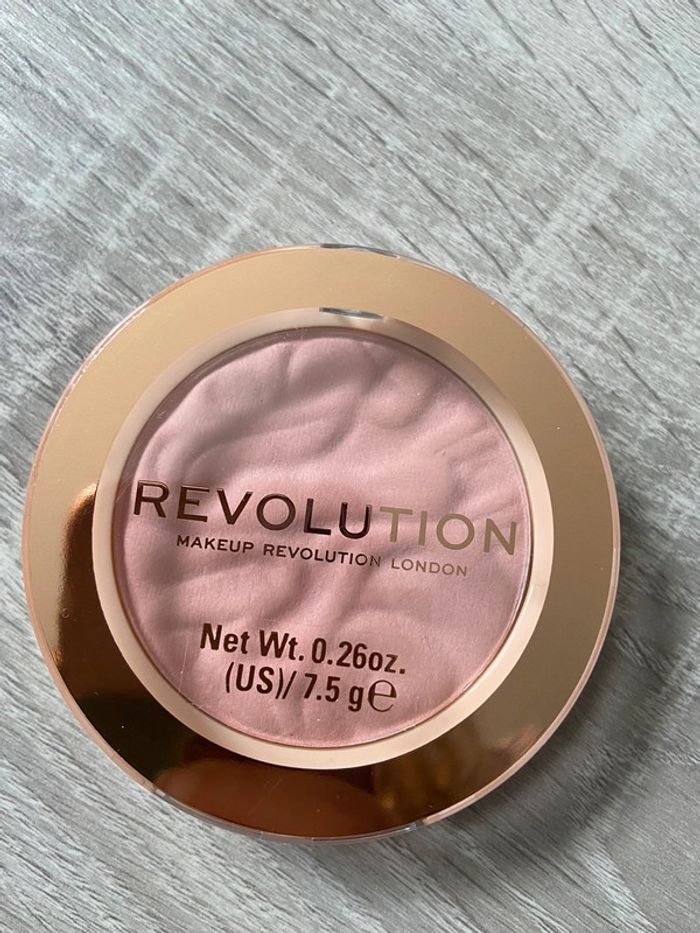 REVOLUTION
MAKEUP REVOLUTION LONDON
Net Wt. 0.26oz.
(US)/ 7.5 g ℮